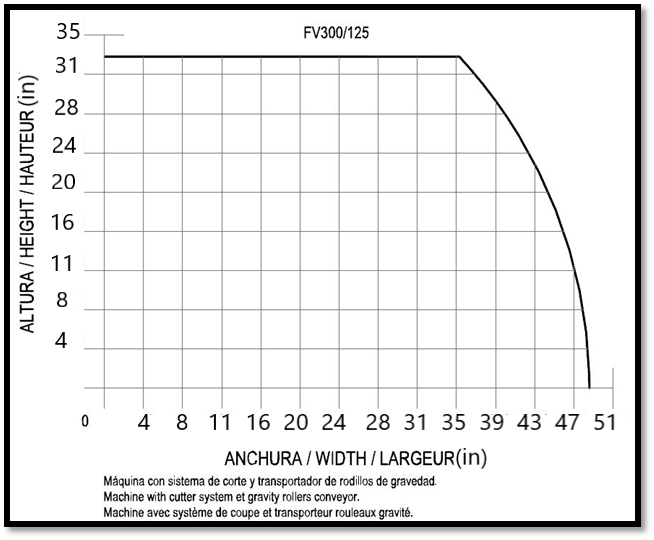 FV300/125
ALTURA / HEIGHT / HAUTEUR (in)
35
31
28
24
20
16
11
8
4
0 4 8 11 16 20 24 28 31 35 39 43 47 51
ANCHURA / WIDTH / LARGEUR(in)
Máquina con sistema de corte y transportador de rodillos de gravedad.
Machine with cutter system et gravity rollers conveyor.
Machine avec système de coupe et transporteur rouleaux gravité.